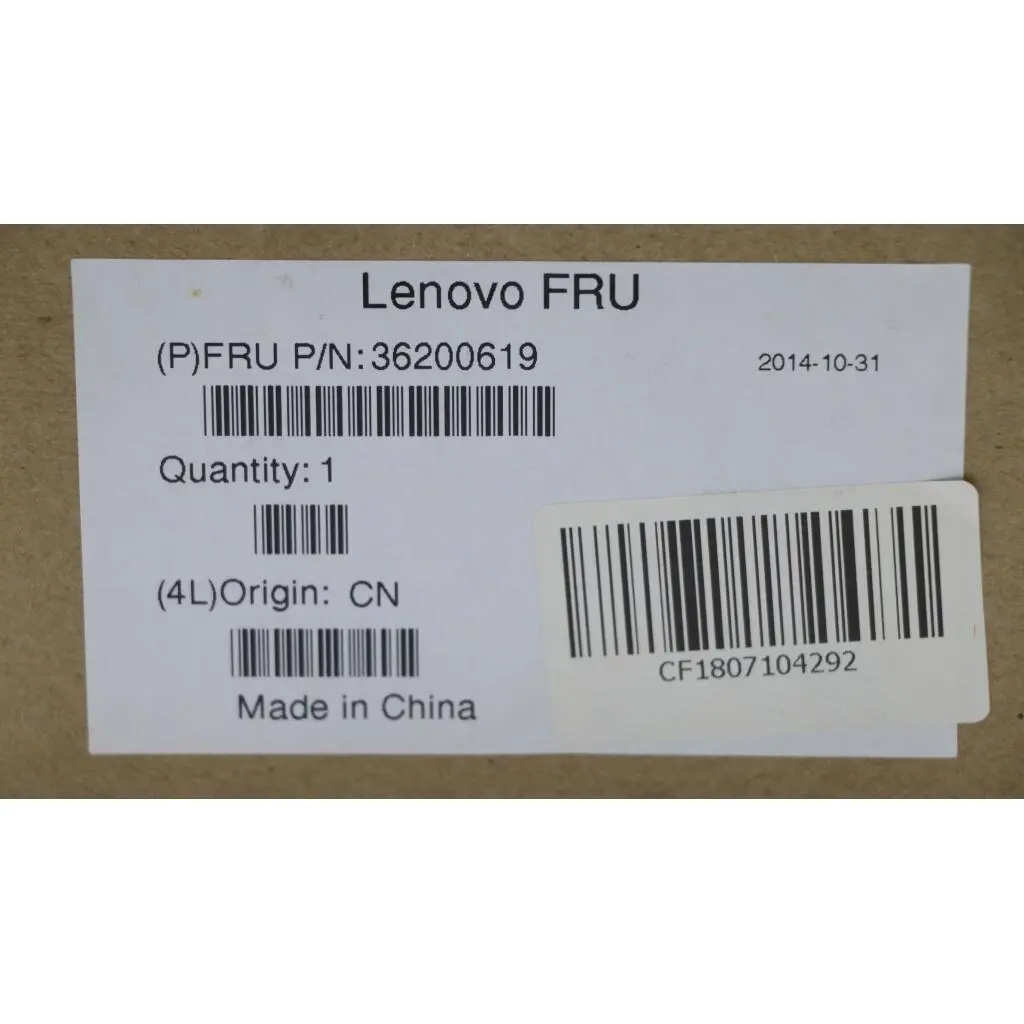 Lenovo FRU
(P)FRU P/N: 36200619
2014-10-31
Quantity: 1
(4L)Origin: CN
Made in China
CF1807104292